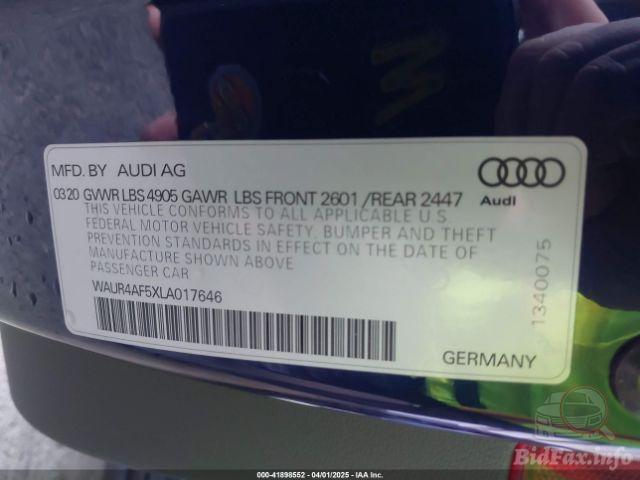 MFD. BY AUDI AG
0320 GVWR LBS 4905 GAWR LBS FRONT 2601 /REAR 2447
THIS VEHICLE CONFORMS TO ALL APPLICABLE U.S.
FEDERAL MOTOR VEHICLE SAFETY, BUMPER AND THEFT
PREVENTION STANDARDS IN EFFECT ON THE DATE OF
MANUFACTURE SHOWN ABOVE
PASSENGER CAR
WAUR4AF5XLA017646
Audi
1340075
GERMANY
000-41898552 04/01/2025 IAA Inc.
BidFax.info